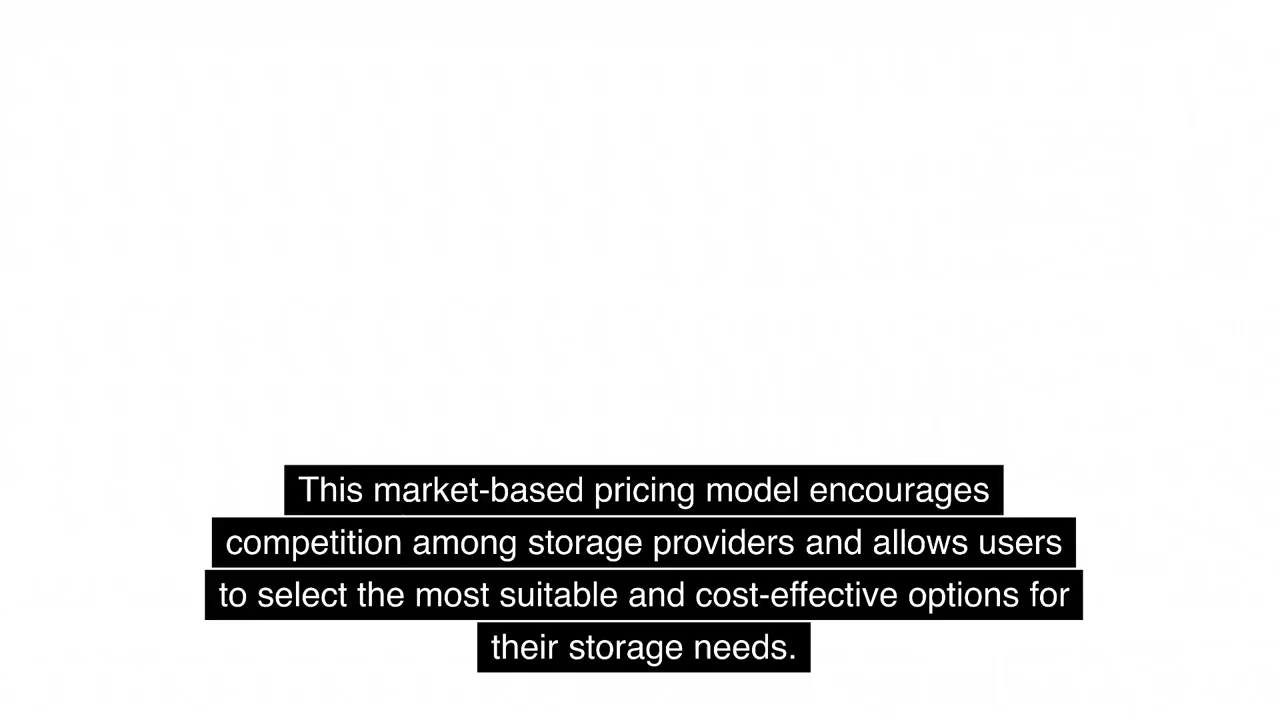 This market-based pricing model encourages
competition among storage providers and allows users
to select the most suitable and cost-effective options for
their storage needs.